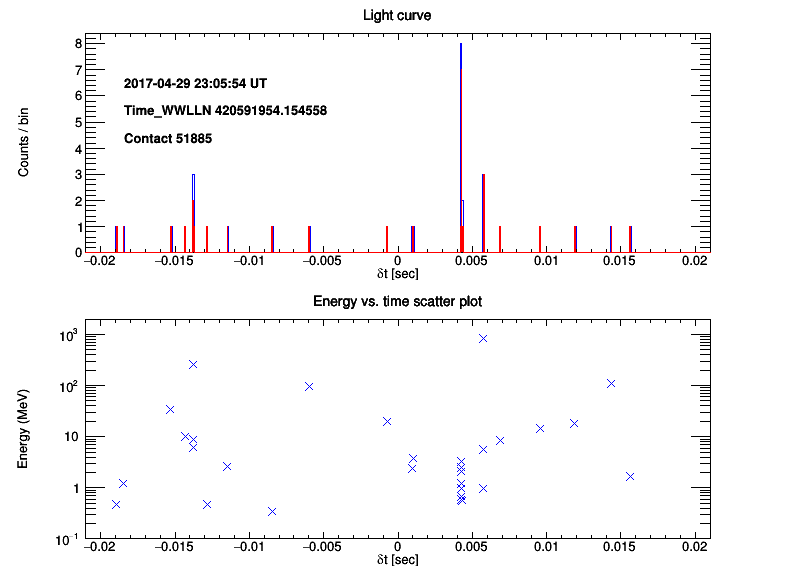 Light curve
Counts / bin
8
7
6
5
4
3
2
1
0
2017-04-29 23:05:54 UT
Time_WWLLN 420591954.154558
Contact 51885
−0.02 −0.015 −0.01 −0.005 0 0.005 0.01 0.015 0.02
δt [sec]
Energy vs. time scatter plot
Energy (MeV)
10³
10²
10
1
10⁻¹
−0.02 −0.015 −0.01 −0.005 0 0.005 0.01 0.015 0.02
δt [sec]